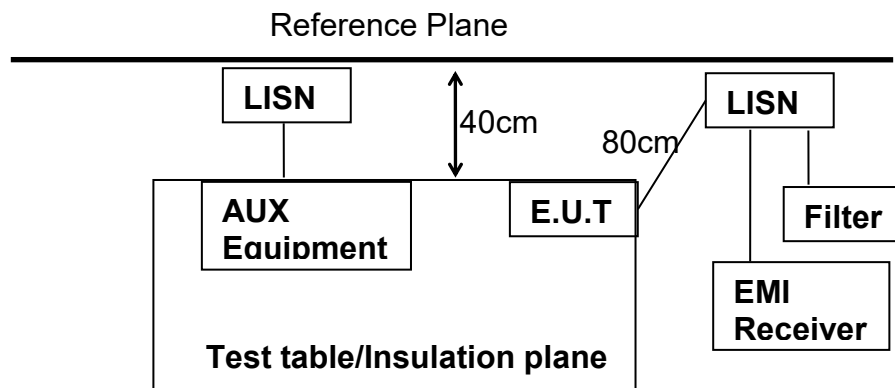 Reference Plane
LISN
40cm
80cm
LISN
AUX
Equipment
E.U.T
Filter
EMI
Receiver
Test table/Insulation plane